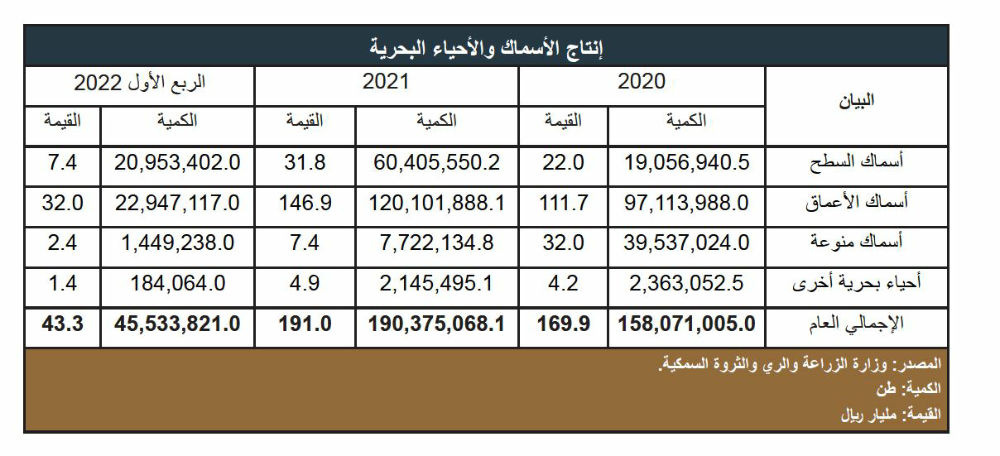 إنتاج الأسماك والأحياء البحرية
البيان 2020 2021 الربع الأول 2022
الكمية القيمة الكمية القيمة الكمية القيمة
أسماك السطح 19,056,940.5 22.0 60,405,550.2 31.8 20,953,402.0 7.4
أسماك الأعماق 97,113,988.0 111.7 120,101,888.1 146.9 22,947,117.0 32.0
أسماك منوعة 39,537,024.0 32.0 7,722,134.8 7.4 1,449,238.0 2.4
أحياء بحرية أخرى 2,363,052.5 4.2 2,145,495.1 4.9 184,064.0 1.4
الإجمالي العام 158,071,005.0 169.9 190,375,068.1 191.0 45,533,821.0 43.3
المصدر: وزارة الزراعة والري والثروة السمكية.
الكمية: طن
القيمة: مليار ريال